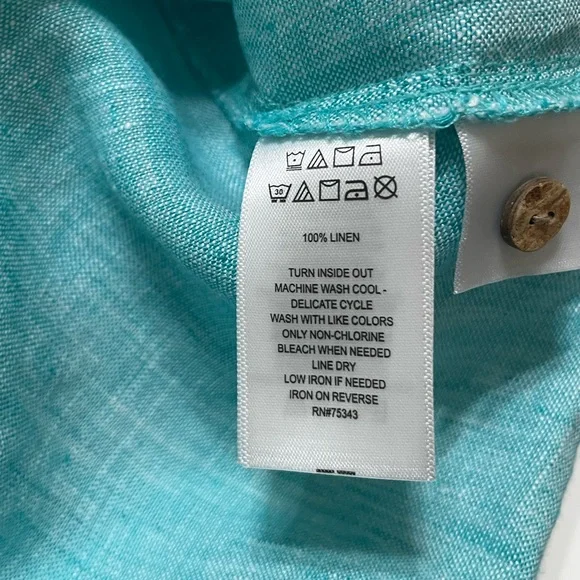 30
100% LINEN
TURN INSIDE OUT
MACHINE WASH COOL -
DELICATE CYCLE
WASH WITH LIKE COLORS
ONLY NON-CHLORINE
BLEACH WHEN NEEDED
LINE DRY
LOW IRON IF NEEDED
IRON ON REVERSE
RN#75343